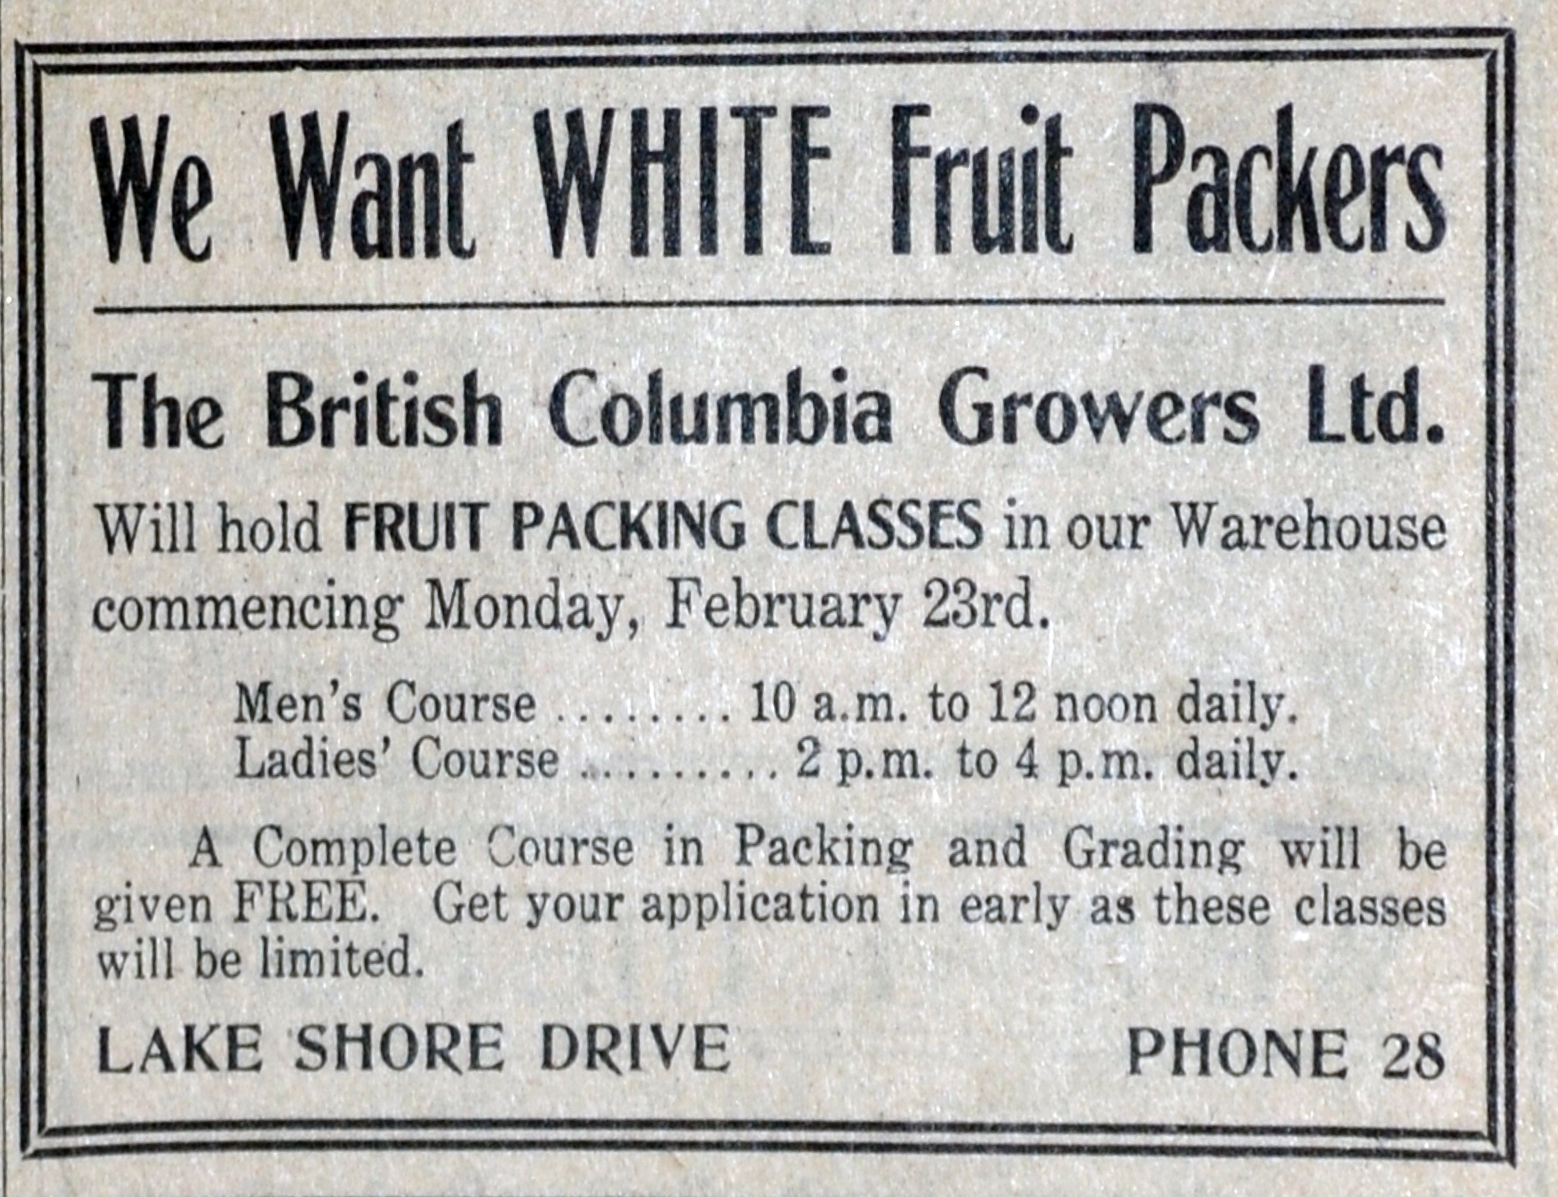 We Want WHITE Fruit Packers
The British Columbia Growers Ltd.
Will hold FRUIT PACKING CLASSES in our Warehouse
commencing Monday, February 23rd.
Men's Course ........ 10 a.m. to 12 noon daily.
Ladies' Course ......... 2 p.m. to 4 p.m. daily.
A Complete Course in Packing and Grading will be
given FREE. Get your application in early as these classes
will be limited.
LAKE SHORE DRIVE PHONE 28